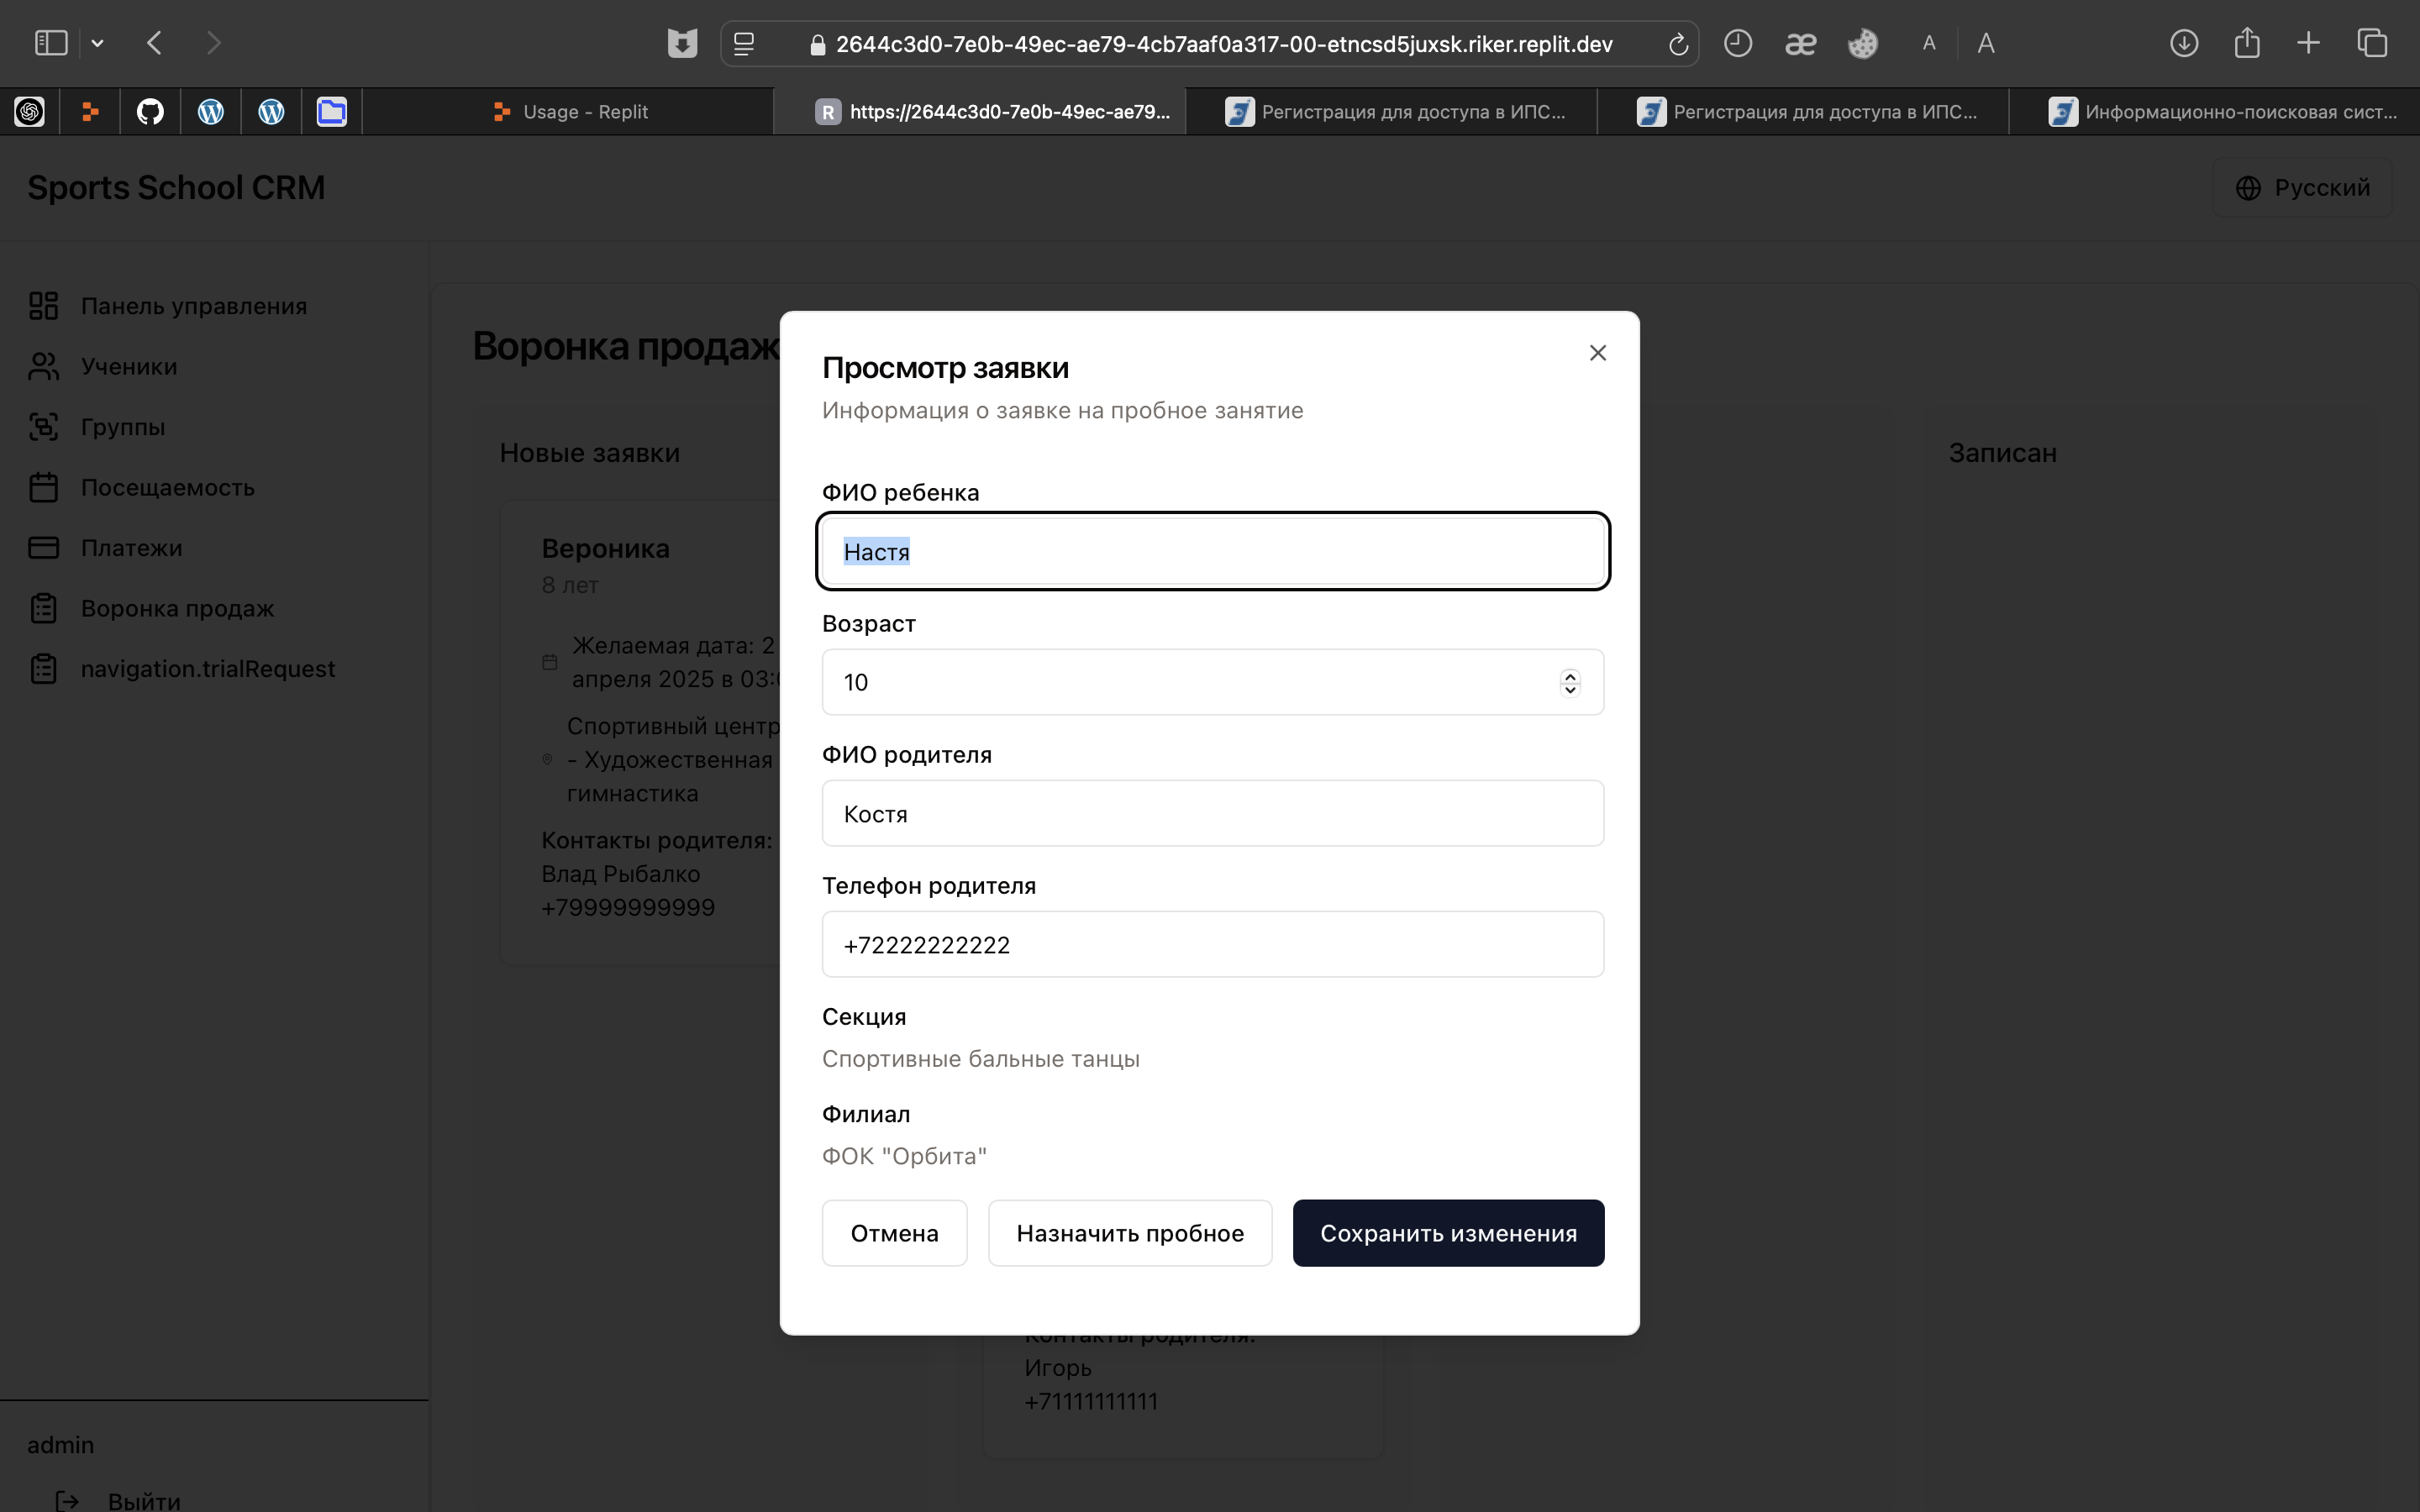 2644c3d0-7e0b-49ec-ae79-4cb7aaf0a317-00-etncsd5juxsk.riker.replit.dev
æ
A
A
Usage - Replit
R
https://2644c3d0-7e0b-49ec-ae79...
Регистрация для доступа в ИПС...
Регистрация для доступа в ИПС...
Информационно-поисковая сист...
Sports School CRM
Русский
Панель управления
Ученики
Группы
Посещаемость
Платежи
Воронка продаж
navigation.trialRequest
admin
Выйти
Воронка продаж
Новые заявки
Записан
Вероника
8 лет
Желаемая дата: 2
апреля 2025 в 03:
Спортивный центр
- Художественная
гимнастика
Контакты родителя:
Влад Рыбалко
+79999999999
Просмотр заявки
Информация о заявке на пробное занятие
ФИО ребенка
Настя
Возраст
10
ФИО родителя
Костя
Телефон родителя
+72222222222
Секция
Спортивные бальные танцы
Филиал
ФОК "Орбита"
Отмена
Назначить пробное
Сохранить изменения
Контакты родителя:
Игорь
+71111111111